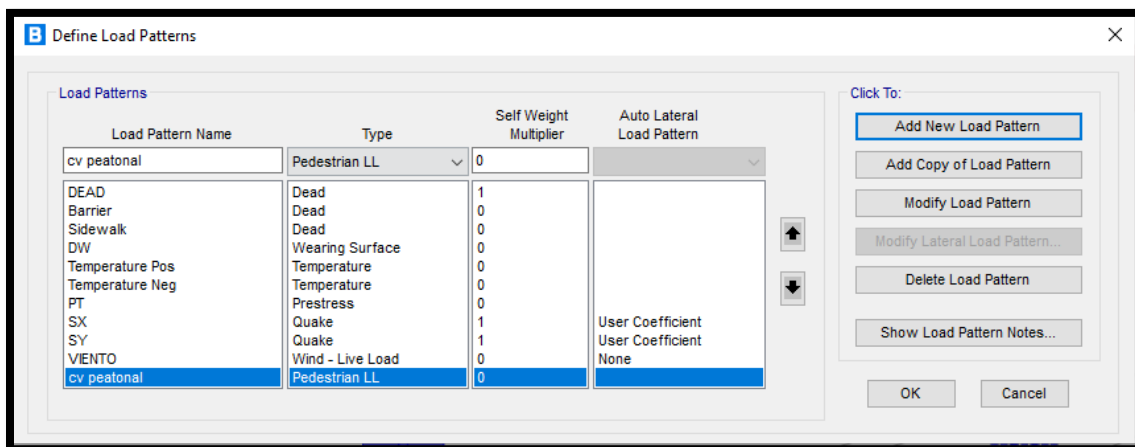 B Define Load Patterns
Load Patterns
Click To:
Load Pattern Name Type Self Weight Multiplier Auto Lateral Load Pattern
cv peatonal Pedestrian LL 0
DEAD Dead 1
Barrier Dead 0
Sidewalk Dead 0
DW Wearing Surface 0
Temperature Pos Temperature 0
Temperature Neg Temperature 0
PT Prestress 0
SX Quake 1 User Coefficient
SY Quake 1 User Coefficient
VIENTO Wind - Live Load 0 None
cv peatonal Pedestrian LL 0
Add New Load Pattern
Add Copy of Load Pattern
Modify Load Pattern
Modify Lateral Load Pattern...
Delete Load Pattern
Show Load Pattern Notes...
OK Cancel